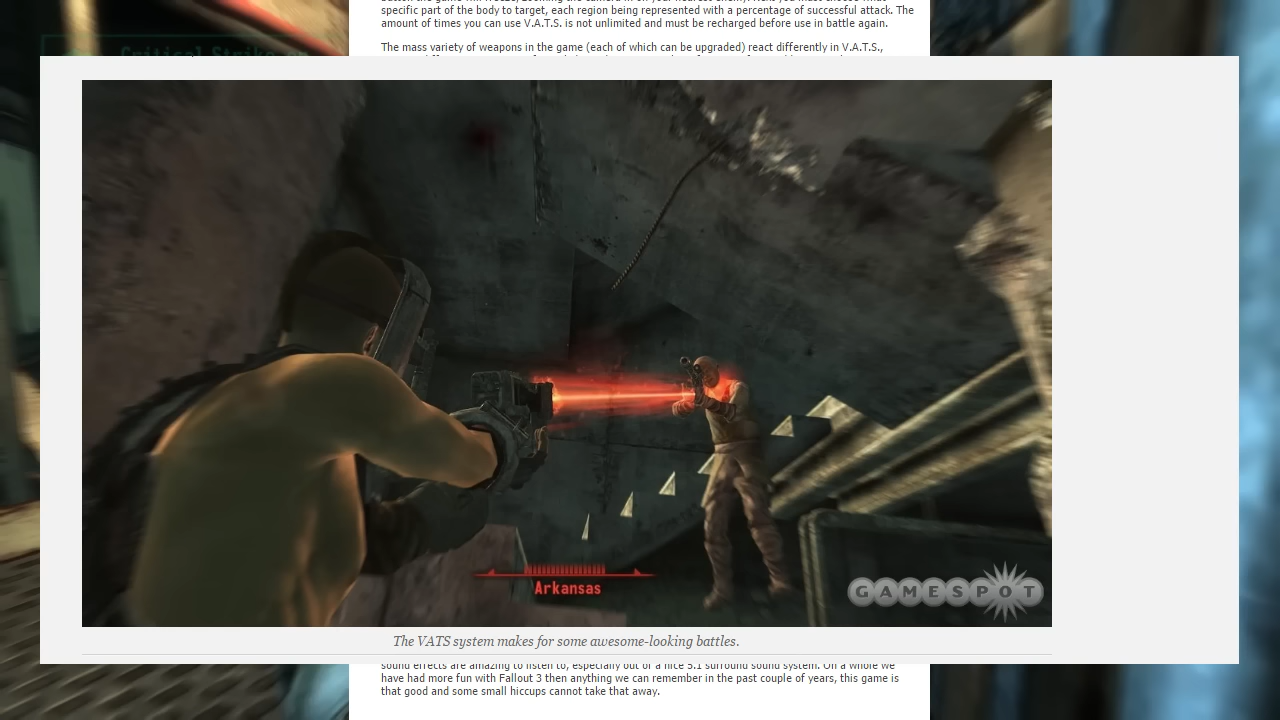 specific part of the body to target, each region being represented with a percentage of successful attack. The
amount of times you can use V.A.T.S. is not unlimited and must be recharged before use in battle again.
Critical Strike on
The mass variety of weapons in the game (each of which can be upgraded) react differently in V.A.T.S.,
Arkansas
GAMESPOT
The VATS system makes for some awesome-looking battles.
sound effects are amazing to listen to, especially out of a nice 5.1 surround sound system. On a whole we
have had more fun with Fallout 3 then anything we can remember in the past couple of years, this game is
that good and some small hiccups cannot take that away.